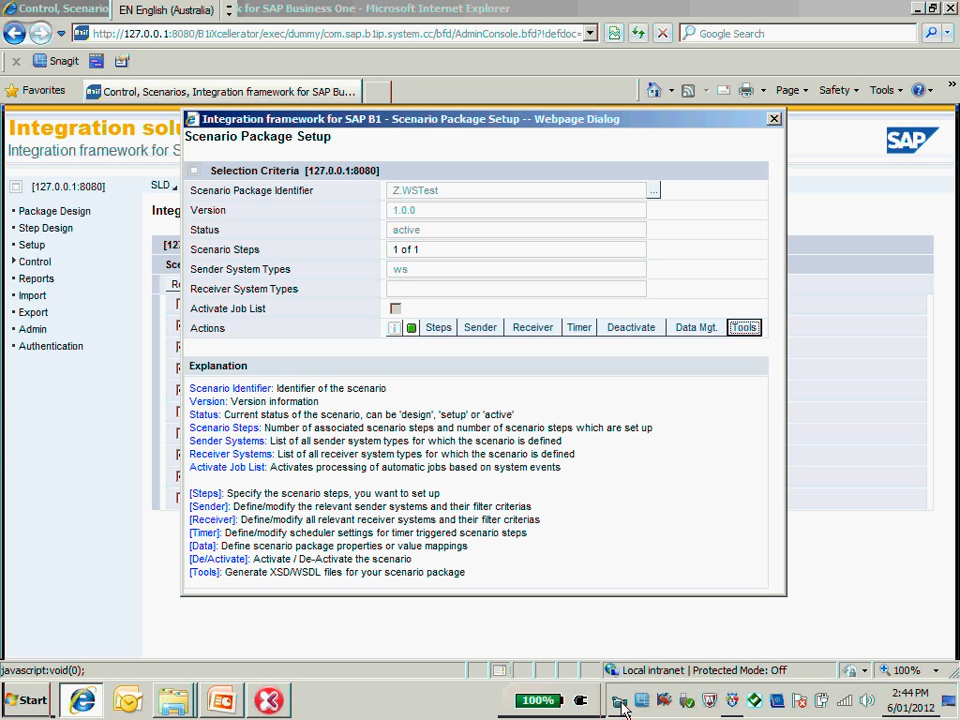 Control, Scenario
EN English (Australia)
k for SAP Business One - Microsoft Internet Explorer
http://127.0.0.1:8080/B1iXcellerator/exec/dummy/com.sap.b1ip.system.cc/bfd/AdminConsole.bfd?!defdoc=
Google Search
Snagit
Favorites
Control, Scenarios, Integration framework for SAP Bu...
Page
Safety
Tools
Integration solu
Integration framework for S
SAP
[127.0.0.1:8080]
SLD
Package Design
Step Design
Setup
Control
Reports
Import
Export
Admin
Authentication
Integ
[127
Sce
Re
Integration framework for SAP B1 - Scenario Package Setup -- Webpage Dialog
Scenario Package Setup
Selection Criteria [127.0.0.1:8080]
Scenario Package Identifier Z.WSTest ...
Version 1.0.0
Status active
Scenario Steps 1 of 1
Sender System Types ws
Receiver System Types
Activate Job List
Actions i Steps Sender Receiver Timer Deactivate Data Mgt. Tools
Explanation
Scenario Identifier: Identifier of the scenario
Version: Version information
Status: Current status of the scenario, can be 'design', 'setup' or 'active'
Scenario Steps: Number of associated scenario steps and number of scenario steps which are set up
Sender Systems: List of all sender system types for which the scenario is defined
Receiver Systems: List of all receiver system types for which the scenario is defined
Activate Job List: Activates processing of automatic jobs based on system events
[Steps]: Specify the scenario steps, you want to set up
[Sender]: Define/modify the relevant sender systems and their filter criterias
[Receiver]: Define/modify all relevant receiver systems and their filter criterias
[Timer]: Define/modify scheduler settings for timer triggered scenario steps
[Data]: Define scenario package properties or value mappings
[De/Activate]: Activate / De-Activate the scenario
[Tools]: Generate XSD/WSDL files for your scenario package
javascript:void(0);
Local intranet | Protected Mode: Off
100%
Start
100%
2:44 PM
6/01/2012